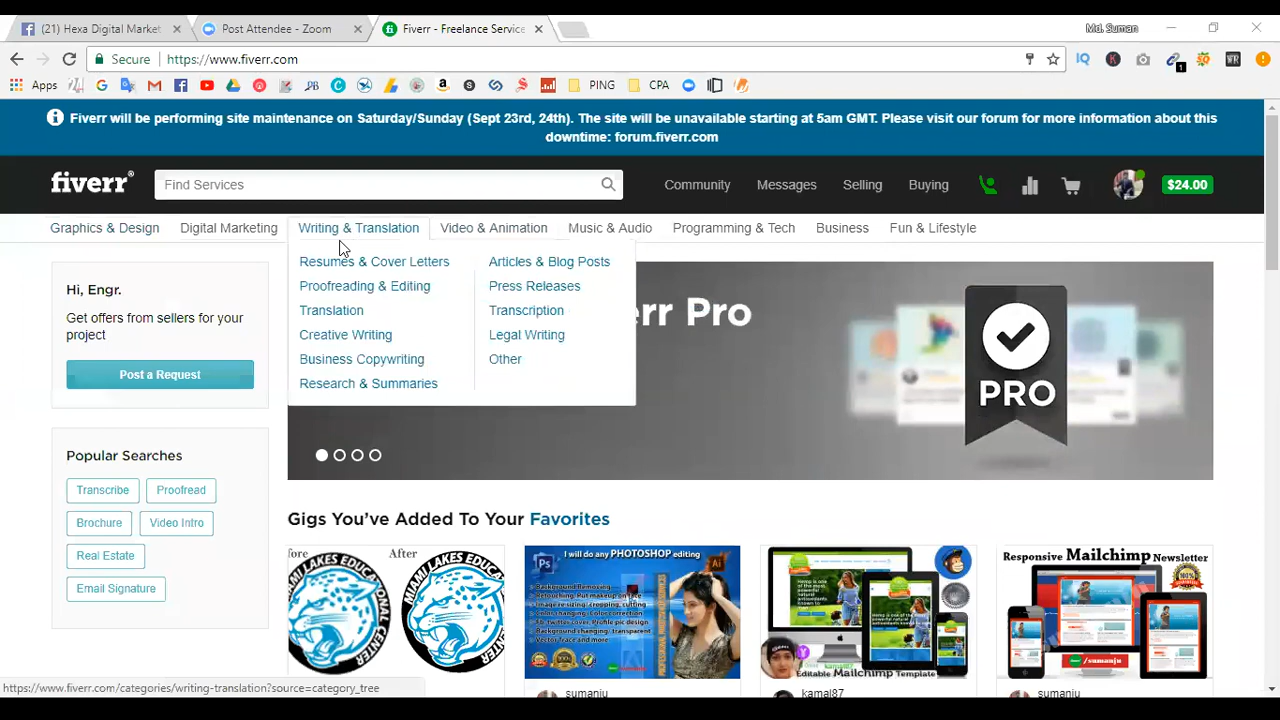 (21) Hexa Digital Market
Post Attendee - Zoom
Fiverr - Freelance Service
Md. Suman
Secure
https://www.fiverr.com
Apps
PING
CPA
1
Fiverr will be performing site maintenance on Saturday/Sunday (Sept 23rd, 24th). The site will be unavailable starting at 5am GMT. Please visit our forum for more information about this
downtime: forum.fiverr.com
fiverr
Find Services
Community
Messages
Selling
Buying
$24.00
Graphics & Design
Digital Marketing
Writing & Translation
Video & Animation
Music & Audio
Programming & Tech
Business
Fun & Lifestyle
Resumes & Cover Letters
Proofreading & Editing
Translation
Creative Writing
Business Copywriting
Research & Summaries
Articles & Blog Posts
Press Releases
Transcription
Legal Writing
Other
Hi, Engr.
Get offers from sellers for your
project
Post a Request
err Pro
PRO
Popular Searches
Transcribe
Proofread
Brochure
Video Intro
Real Estate
Email Signature
Gigs You've Added To Your Favorites
fore
After
I will do any PHOTOSHOP editing
Ps
Ai
Background Removing
kamal87
Editable Mailchimp Template
Responsive Mailchimp Newsletter
/sumanju
sumanju
kamal87
sumanju
https://www.fiverr.com/categories/writing-translation?source=category_tree